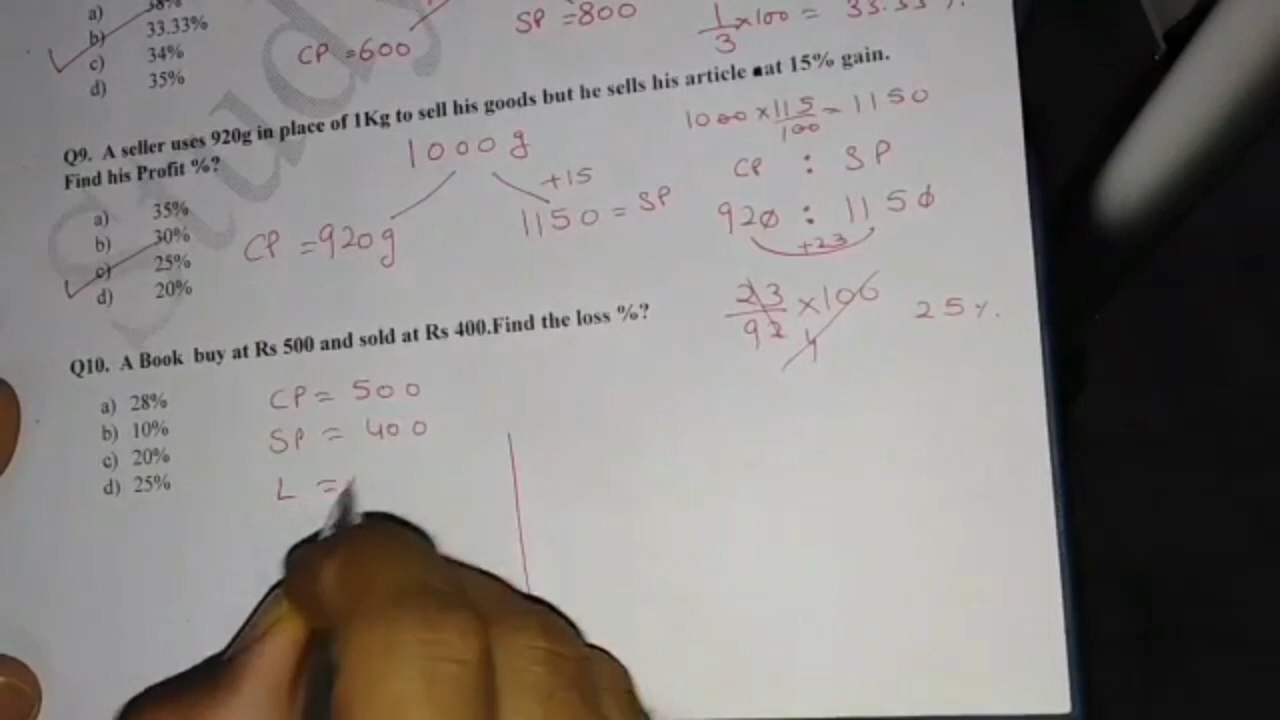 a) 38%
b) 33.33%
c) 34%
d) 35%
CP = 600
SP = 800
1/3 × 100 = 33.33%.
Q9. A seller uses 920g in place of 1Kg to sell his goods but he sells his article at 15% gain.
Find his Profit %?
a) 35%
b) 30%
c) 25%
d) 20%
1000 g
CP = 920g
+15
1150 = SP
1000 × 115/100 = 1150
CP : SP
920 : 1150
+23
23/92 × 100
4
25%.
Q10. A Book buy at Rs 500 and sold at Rs 400.Find the loss %?
a) 28%
b) 10%
c) 20%
d) 25%
CP = 500
SP = 400
L =
Study